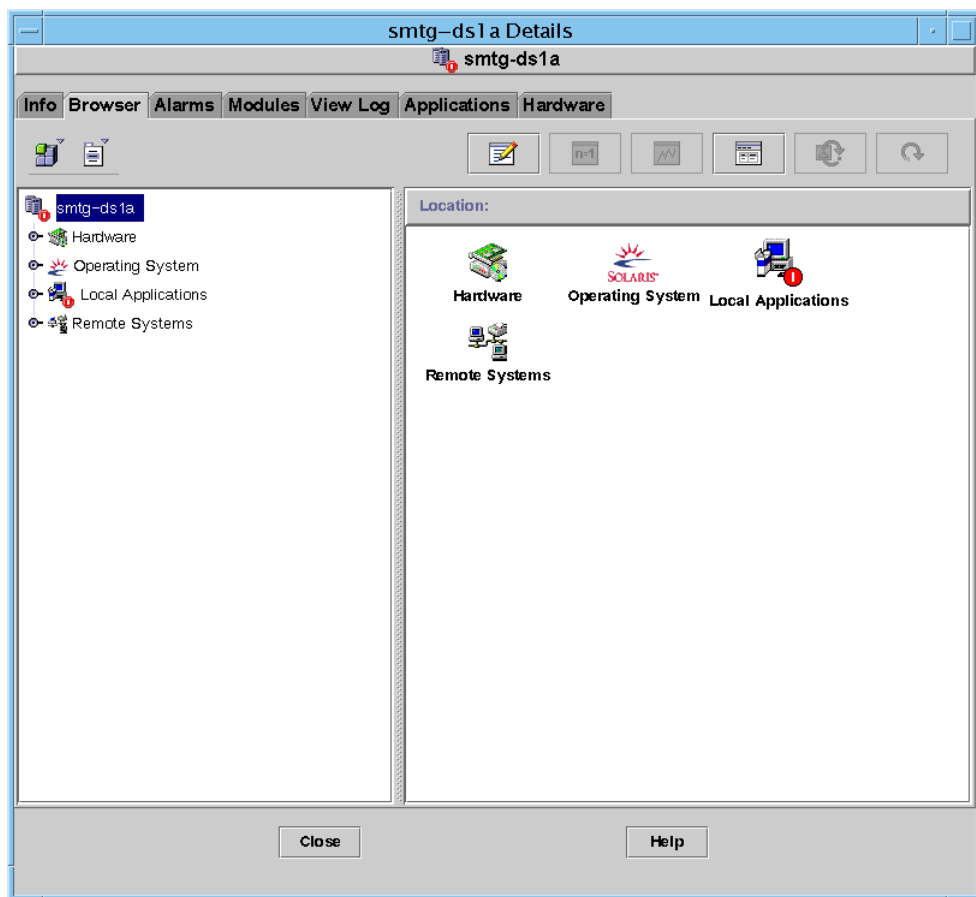 smtg-ds1a Details
smtg-ds1a
Info Browser Alarms Modules View Log Applications Hardware
n=1
smtg-ds1a
Hardware
Operating System
Local Applications
Remote Systems
Location:
Hardware
SOLARIS
Operating System
Local Applications
Remote Systems
Close
Help